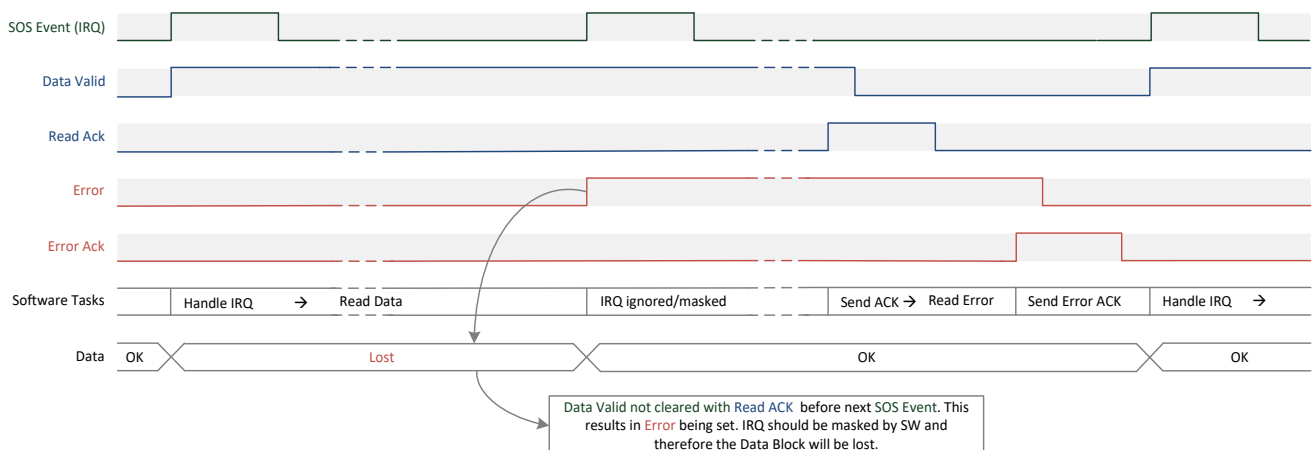 SOS Event (IRQ)
Data Valid
Read Ack
Error
Error Ack
Software Tasks Handle IRQ → Read Data IRQ ignored/masked Send ACK → Read Error Send Error ACK Handle IRQ →
Data OK Lost OK OK
Data Valid not cleared with Read ACK before next SOS Event. This
results in Error being set. IRQ should be masked by SW and
therefore the Data Block will be lost.